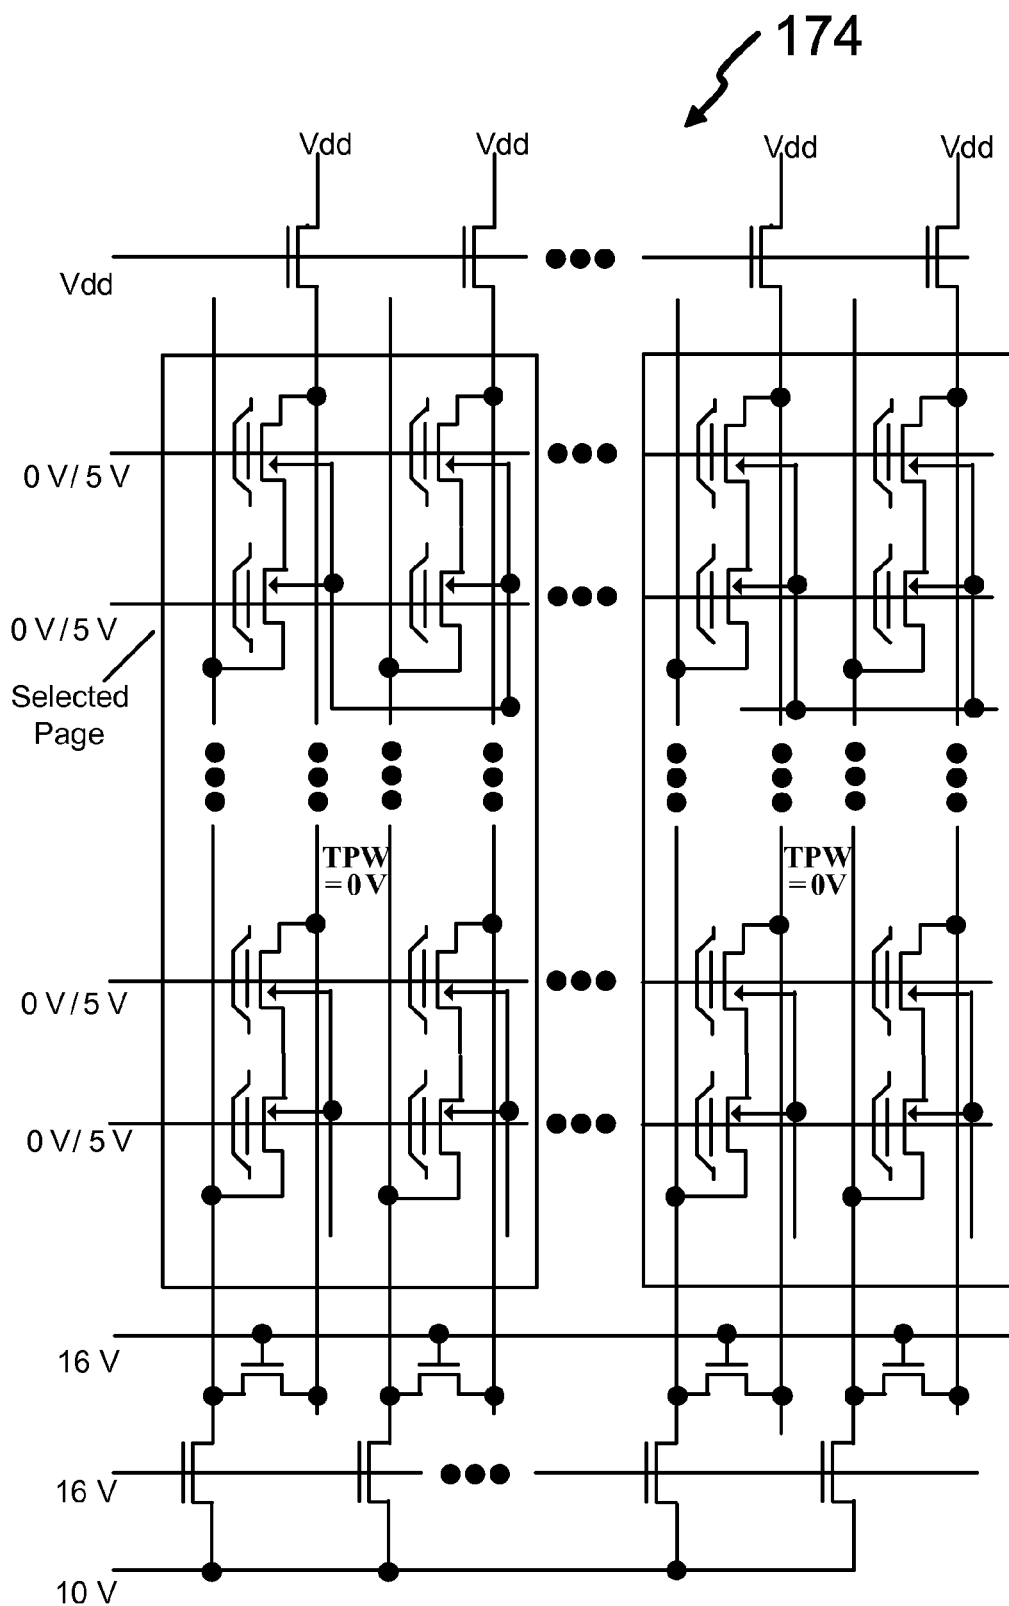 174
Vdd Vdd Vdd Vdd
Vdd
0 V/ 5 V
0 V/ 5 V
Selected
Page
TPW
= 0 V
TPW
= 0V
0 V/ 5 V
0 V/ 5 V
16 V
16 V
10 V